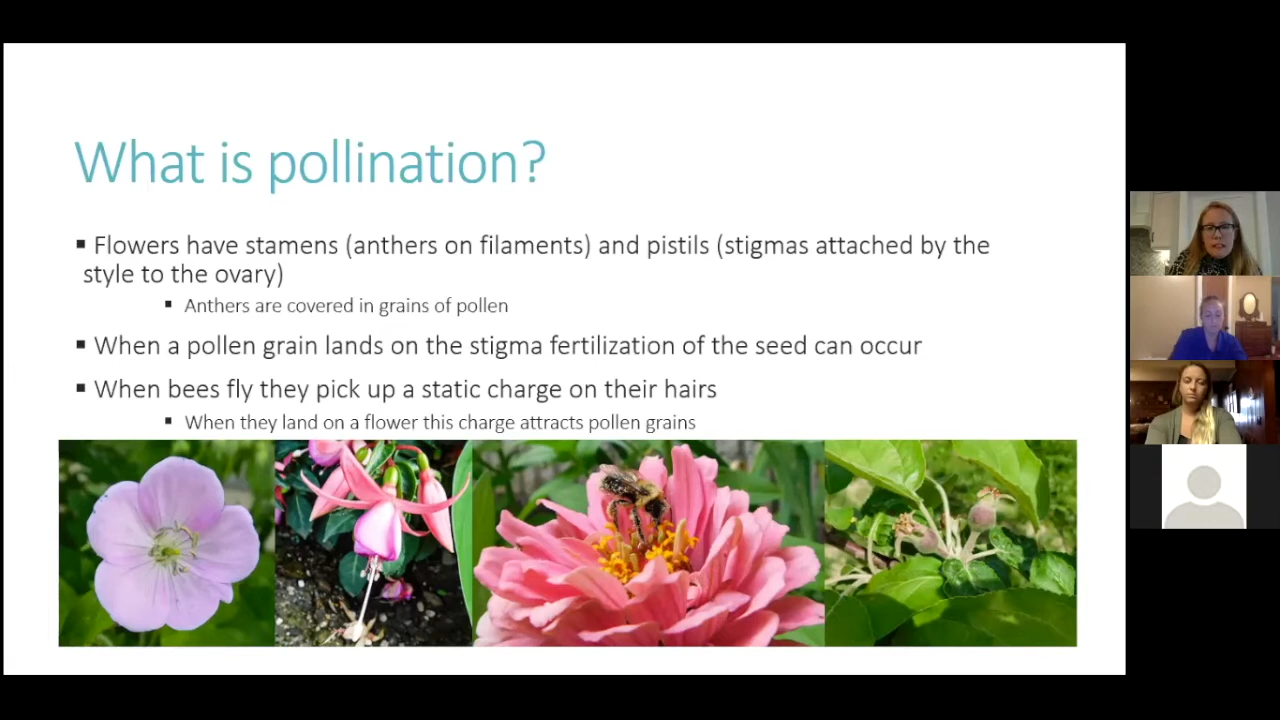 What is pollination?
▪ Flowers have stamens (anthers on filaments) and pistils (stigmas attached by the
style to the ovary)
▪ Anthers are covered in grains of pollen
▪ When a pollen grain lands on the stigma fertilization of the seed can occur
▪ When bees fly they pick up a static charge on their hairs
▪ When they land on a flower this charge attracts pollen grains